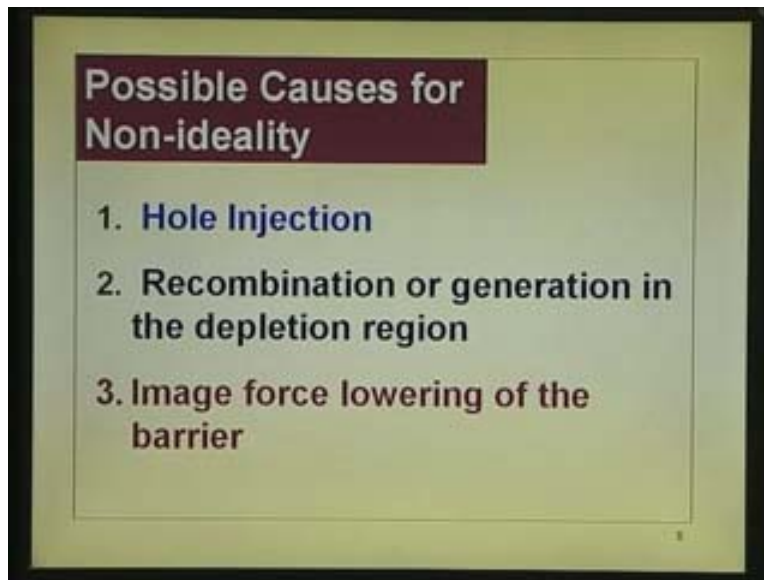 Possible Causes for
Non-ideality
1. Hole Injection
2. Recombination or generation in
the depletion region
3. Image force lowering of the
barrier